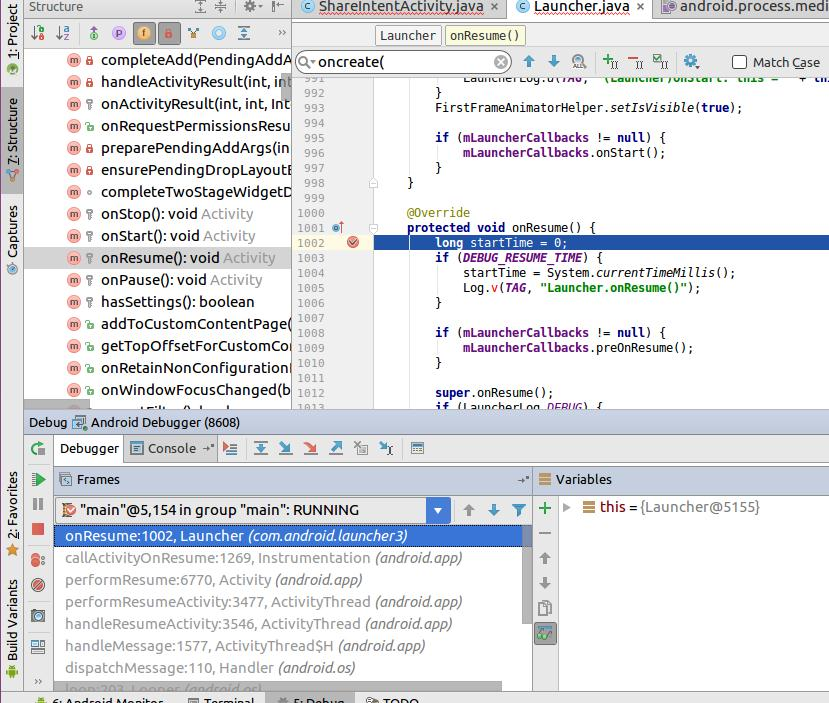 Structure
ShareIntentActivity.java
Launcher.java
android.process.medi
1: Project
7: Structure
Captures
2: Favorites
Build Variants
Launcher
onResume()
oncreate(
Match Case
completeAdd(PendingAddA
handleActivityResult(int, int
onActivityResult(int, int, Int
onRequestPermissionsResu
preparePendingAddArgs(in
ensurePendingDropLayoutE
completeTwoStageWidgetD
onStop(): void Activity
onStart(): void Activity
onResume(): void Activity
onPause(): void Activity
hasSettings(): boolean
addToCustomContentPage(
getTopOffsetForCustomCo
onRetainNonConfigurationI
onWindowFocusChanged(b
991
992 }
993 FirstFrameAnimatorHelper.setIsVisible(true);
994
995 if (mLauncherCallbacks != null) {
996 mLauncherCallbacks.onStart();
997 }
998 }
999
1000 @Override
1001 protected void onResume() {
1002 long startTime = 0;
1003 if (DEBUG_RESUME_TIME) {
1004 startTime = System.currentTimeMillis();
1005 Log.v(TAG, "Launcher.onResume()");
1006 }
1007
1008 if (mLauncherCallbacks != null) {
1009 mLauncherCallbacks.preOnResume();
1010 }
1011
1012 super.onResume();
1013 if (LauncherLog.DEBUG) {
Debug Android Debugger (8608)
Debugger Console
Frames
Variables
"main"@5,154 in group "main": RUNNING
this = {Launcher@5155}
onResume:1002, Launcher (com.android.launcher3)
callActivityOnResume:1269, Instrumentation (android.app)
performResume:6770, Activity (android.app)
performResumeActivity:3477, ActivityThread (android.app)
handleResumeActivity:3546, ActivityThread (android.app)
handleMessage:1577, ActivityThread$H (android.app)
dispatchMessage:110, Handler (android.os)
loop:203, Looper (android.os)
6: Android Monitor Terminal 5: Debug TODO